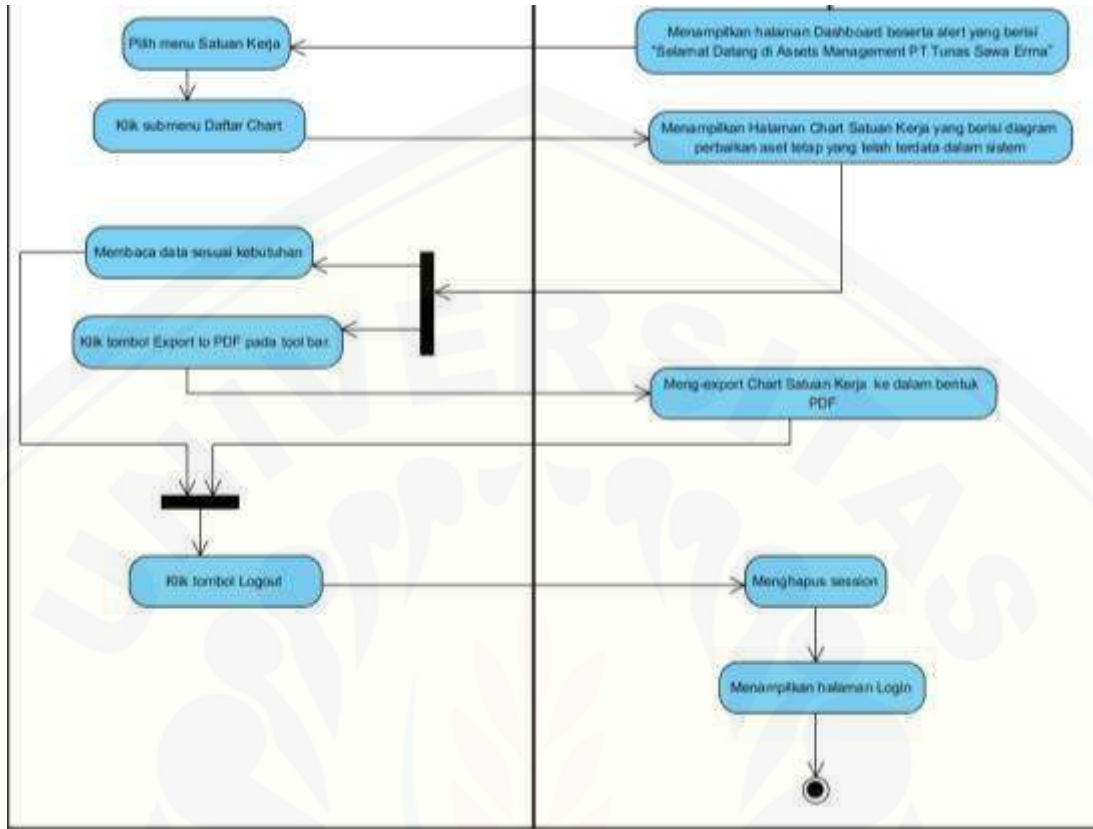 Pilih menu Satuan Kerja
Menampilkan halaman Dashboard beserta alert yang berisi
"Selamat Datang di Assets Management PT Tunas Sawa Erma"
Klik submenu Daftar Chart
Menampilkan Halaman Chart Satuan Kerja yang berisi diagram
perbaikan aset tetap yang telah terdata dalam sistem
Membaca data sesuai kebutuhan
Klik tombol Export to PDF pada tool bar.
Meng-export Chart Satuan Kerja ke dalam bentuk
PDF
Klik tombol Logout
Menghapus session
Menampilkan halaman Login
UNIVERSITAS